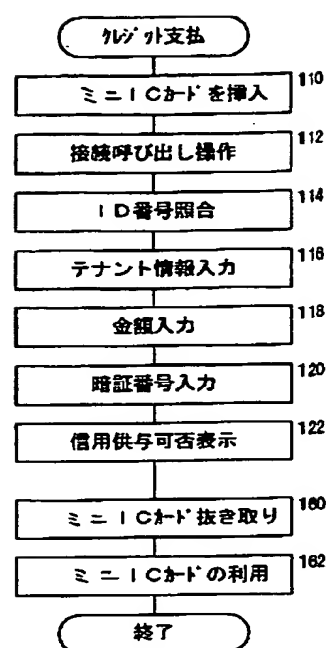 クレジット支払
ミニICカードを挿入
110
接続呼び出し操作
112
ID番号照合
114
テナント情報入力
116
金額入力
118
暗証番号入力
120
信用供与可否表示
122
ミニICカード抜き取り
160
ミニICカードの利用
162
終了